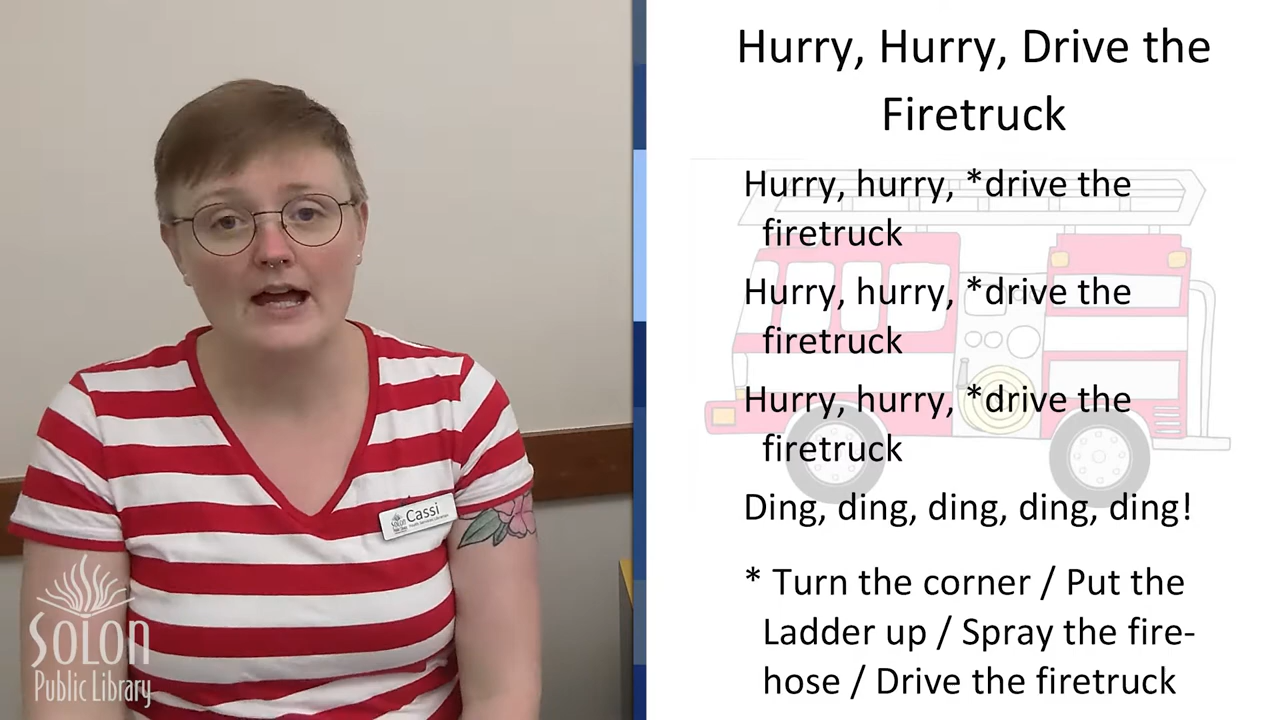 Hurry, Hurry, Drive the
Firetruck
Hurry, hurry, *drive the
firetruck
Hurry, hurry, *drive the
firetruck
Hurry, hurry, *drive the
firetruck
Ding, ding, ding, ding, ding!
* Turn the corner / Put the
Ladder up / Spray the fire-
hose / Drive the firetruck
Cassi
SOLON
SOLON
Public Library